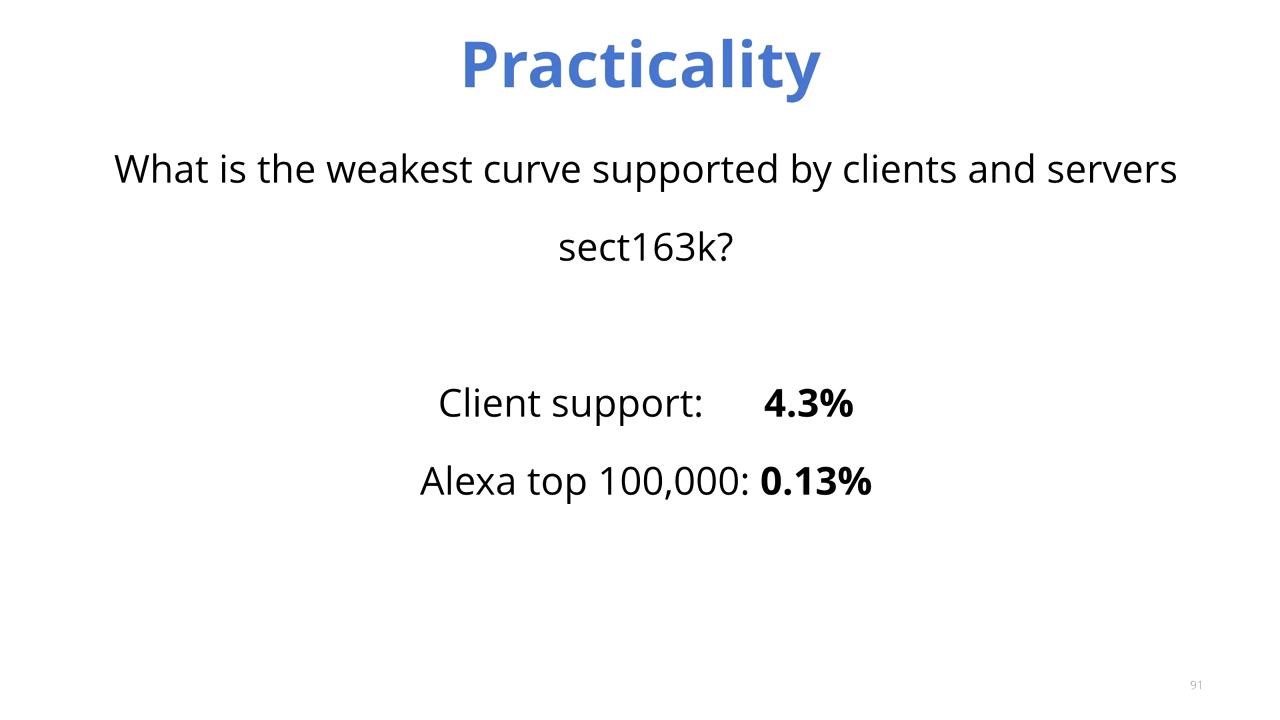 Practicality
What is the weakest curve supported by clients and servers
sect163k?
Client support: 4.3%
Alexa top 100,000: 0.13%
91